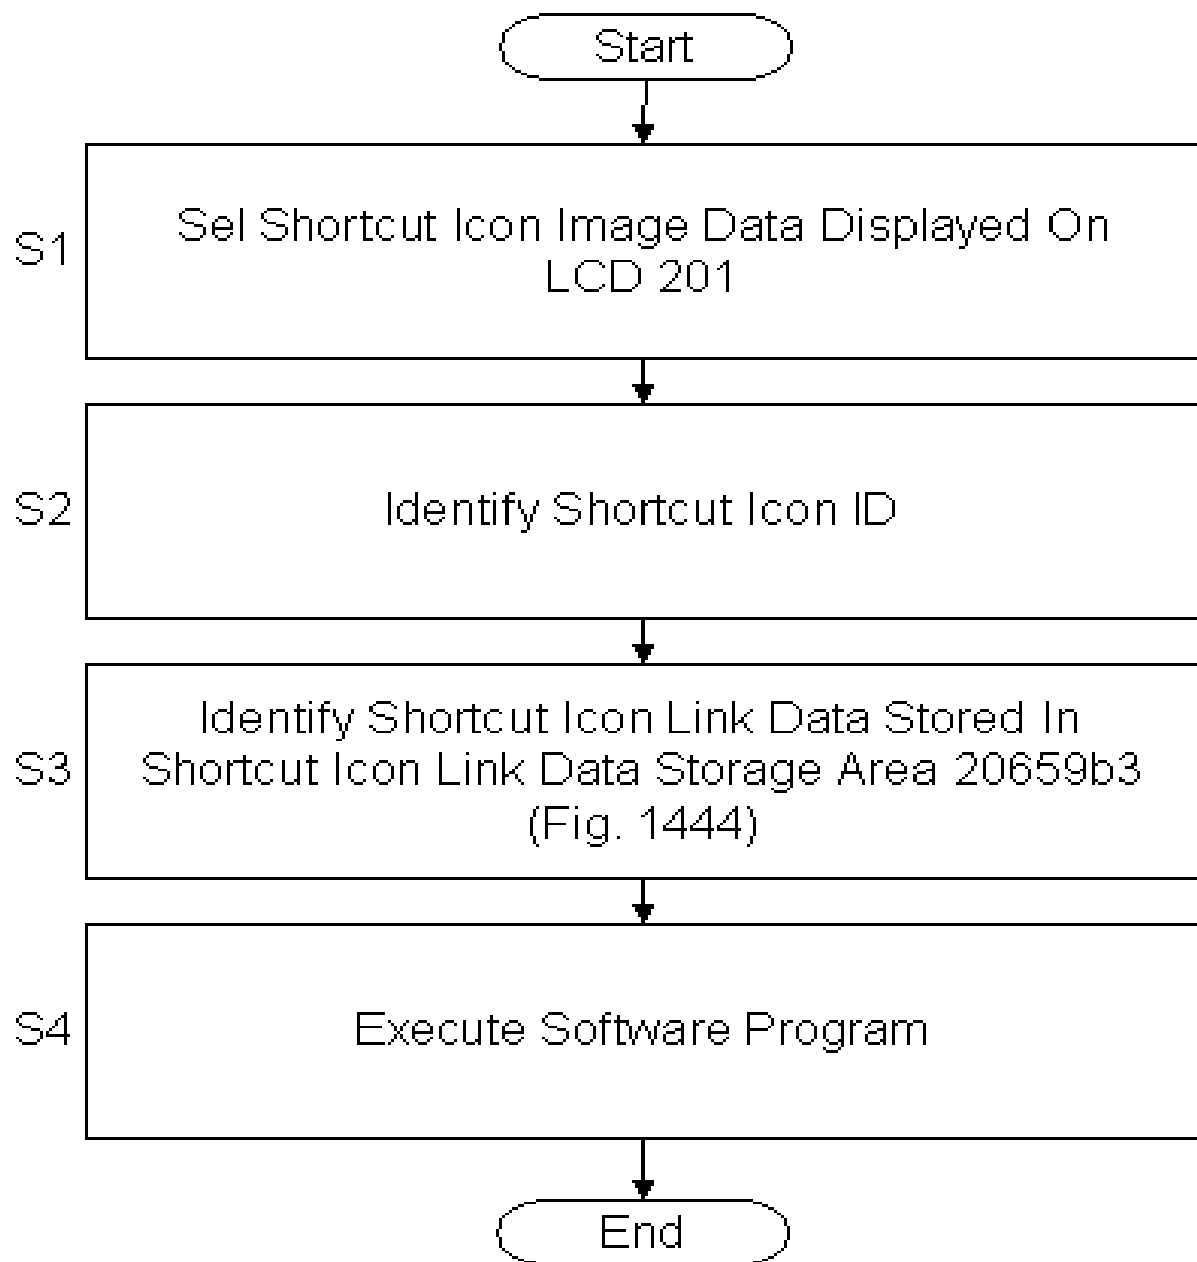 Start
S1
Sel Shortcut Icon Image Data Displayed On
LCD 201
S2
Identify Shortcut Icon ID
S3
Identify Shortcut Icon Link Data Stored In
Shortcut Icon Link Data Storage Area 20659b3
(Fig. 1444)
S4
Execute Software Program
End